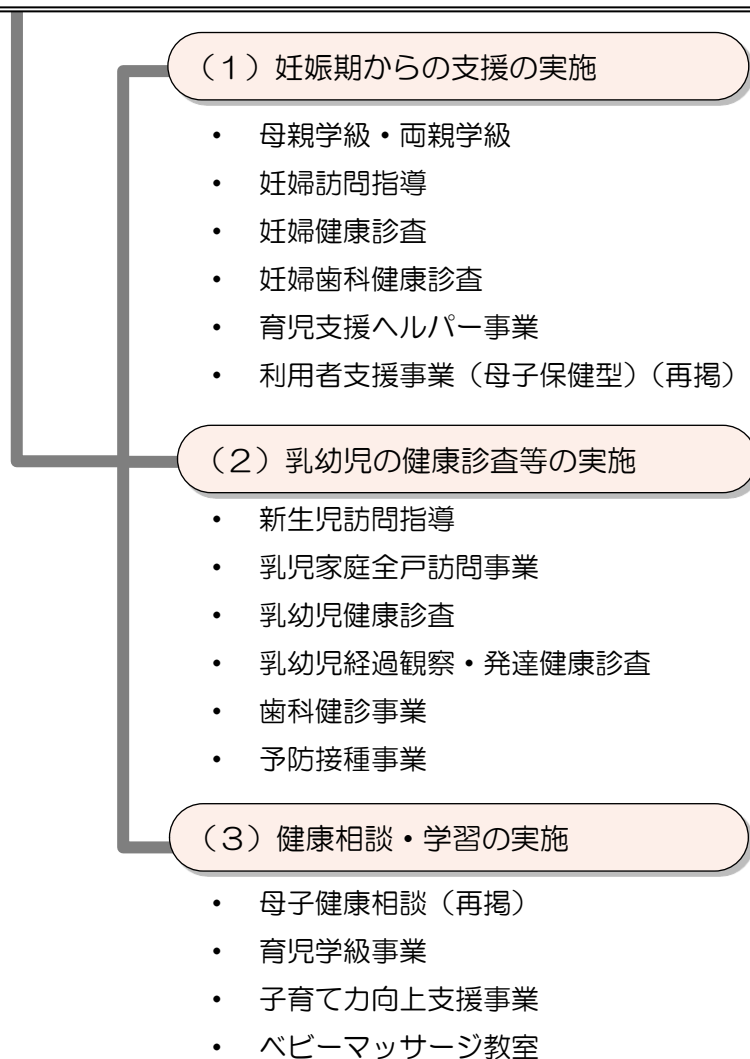 （１）妊娠期からの支援の実施
・ 母親学級・両親学級
・ 妊婦訪問指導
・ 妊婦健康診査
・ 妊婦歯科健康診査
・ 育児支援ヘルパー事業
・ 利用者支援事業（母子保健型）（再掲）
（２）乳幼児の健康診査等の実施
・ 新生児訪問指導
・ 乳児家庭全戸訪問事業
・ 乳幼児健康診査
・ 乳幼児経過観察・発達健康診査
・ 歯科健診事業
・ 予防接種事業
（３）健康相談・学習の実施
・ 母子健康相談（再掲）
・ 育児学級事業
・ 子育て力向上支援事業
・ ベビーマッサージ教室